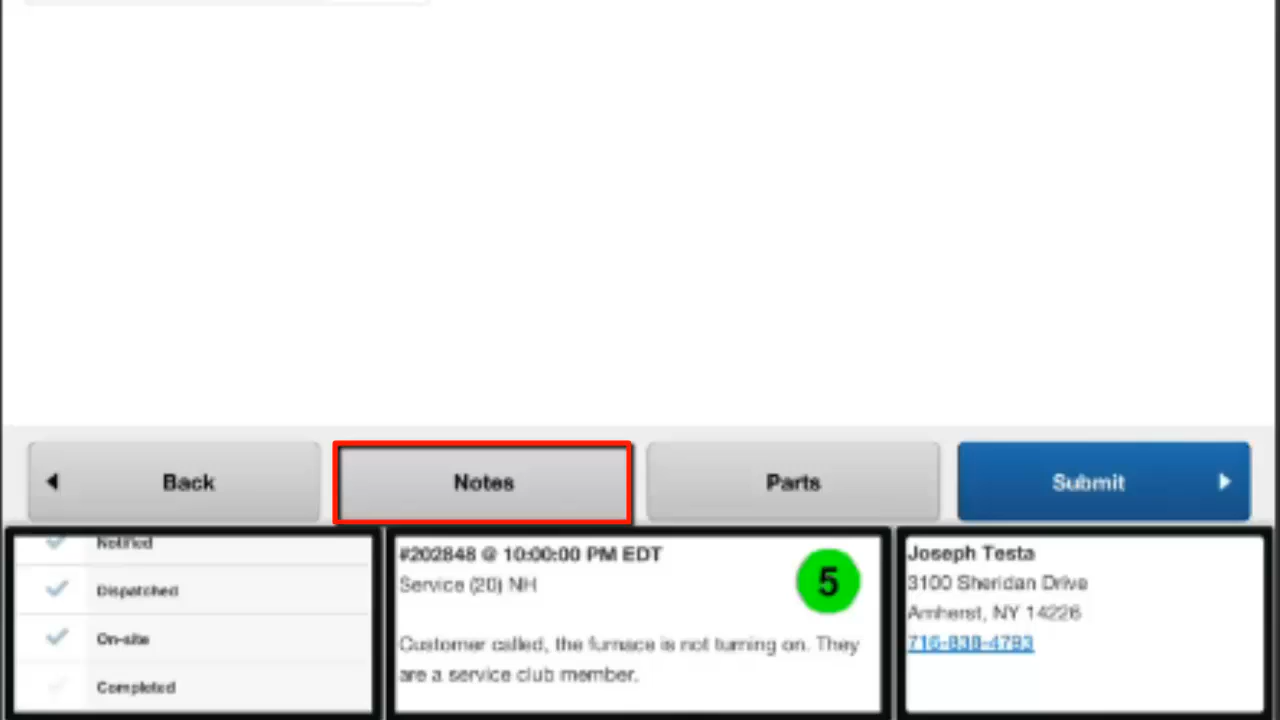 Back
Notes
Parts
Submit
Notified
Dispatched
On-site
Completed
#202848 @ 10:00:00 PM EDT
Service (20) NH
5
Customer called, the furnace is not turning on. They
are a service club member.
Joseph Testa
3100 Sheridan Drive
Amherst, NY 14226
716-838-4793